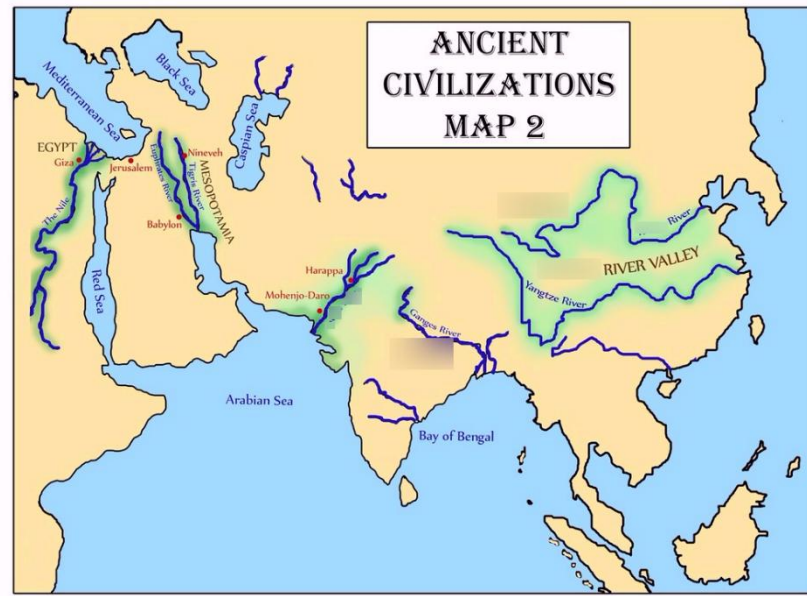 ANCIENT
CIVILIZATIONS
MAP 2
Black Sea
Mediterranean Sea
Caspian Sea
EGYPT
Giza
Jerusalem
Nineveh
Euphrates River
Tigris River
MESOPOTAMIA
The Nile
Babylon
Red Sea
Harappa
Mohenjo-Daro
Ganges River
River
RIVER VALLEY
Yangtze River
Arabian Sea
Bay of Bengal